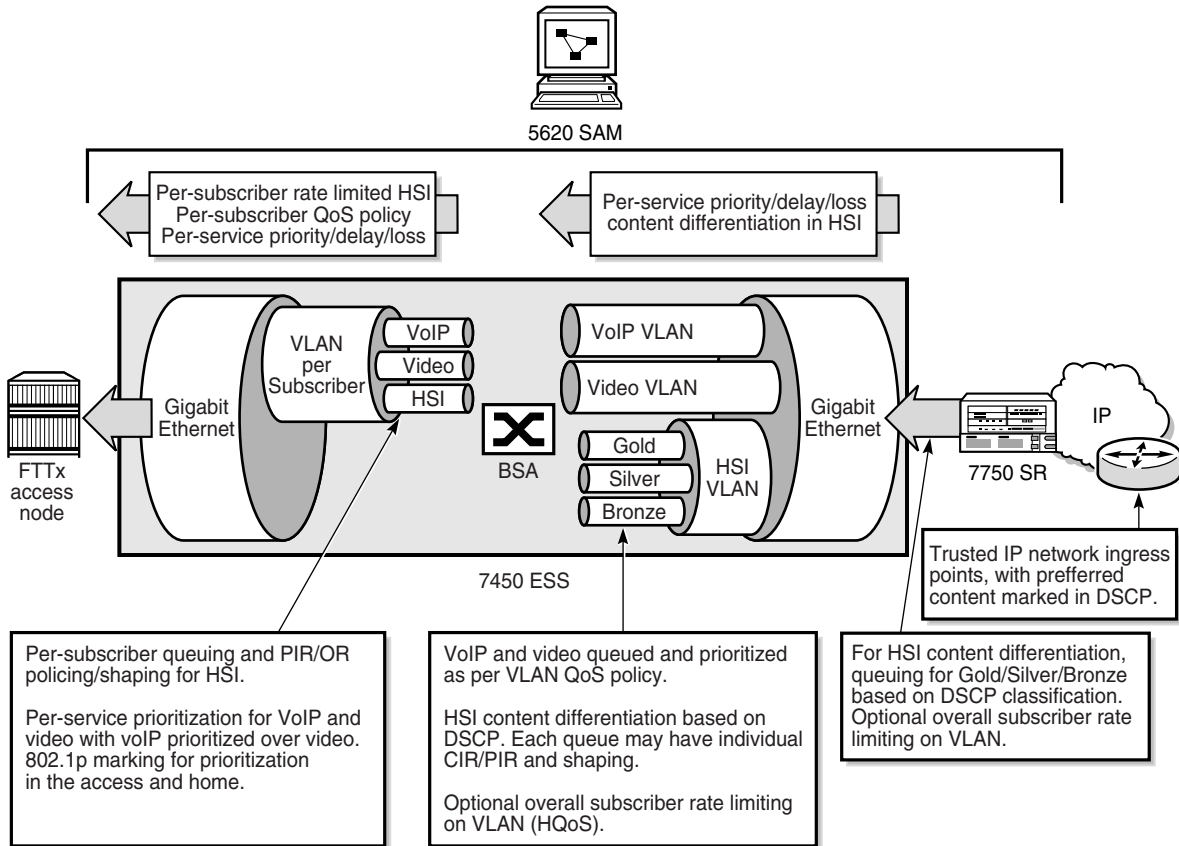 5620 SAM
Per-subscriber rate limited HSI
Per-subscriber QoS policy
Per-service priority/delay/loss
Per-service priority/delay/loss
content differentiation in HSI
FTTx
access
node
Gigabit
Ethernet
VLAN
per
Subscriber
VoIP
Video
HSI
BSA
VoIP VLAN
Video VLAN
Gold
Silver
Bronze
HSI
VLAN
Gigabit
Ethernet
7750 SR
IP
7450 ESS
Trusted IP network ingress
points, with prefferred
content marked in DSCP.
Per-subscriber queuing and PIR/OR
policing/shaping for HSI.
Per-service prioritization for VoIP and
video with voIP prioritized over video.
802.1p marking for prioritization
in the access and home.
VoIP and video queued and prioritized
as per VLAN QoS policy.
HSI content differentiation based on
DSCP. Each queue may have individual
CIR/PIR and shaping.
Optional overall subscriber rate limiting
on VLAN (HQoS).
For HSI content differentiation,
queuing for Gold/Silver/Bronze
based on DSCP classification.
Optional overall subscriber rate
limiting on VLAN.